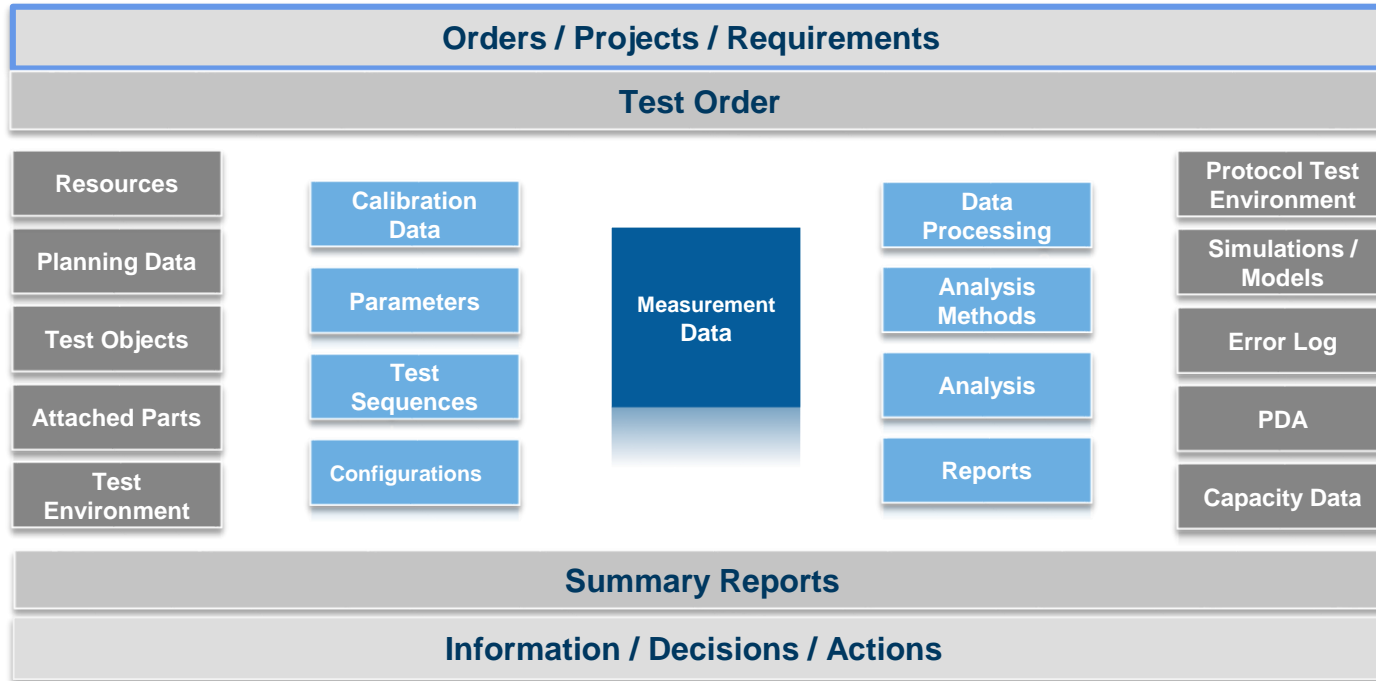 Orders / Projects / Requirements
Test Order
Resources
Planning Data
Test Objects
Attached Parts
Test
Environment
Calibration
Data
Parameters
Test
Sequences
Configurations
Measurement
Data
Data
Processing
Analysis
Methods
Analysis
Reports
Protocol Test
Environment
Simulations /
Models
Error Log
PDA
Capacity Data
Summary Reports
Information / Decisions / Actions